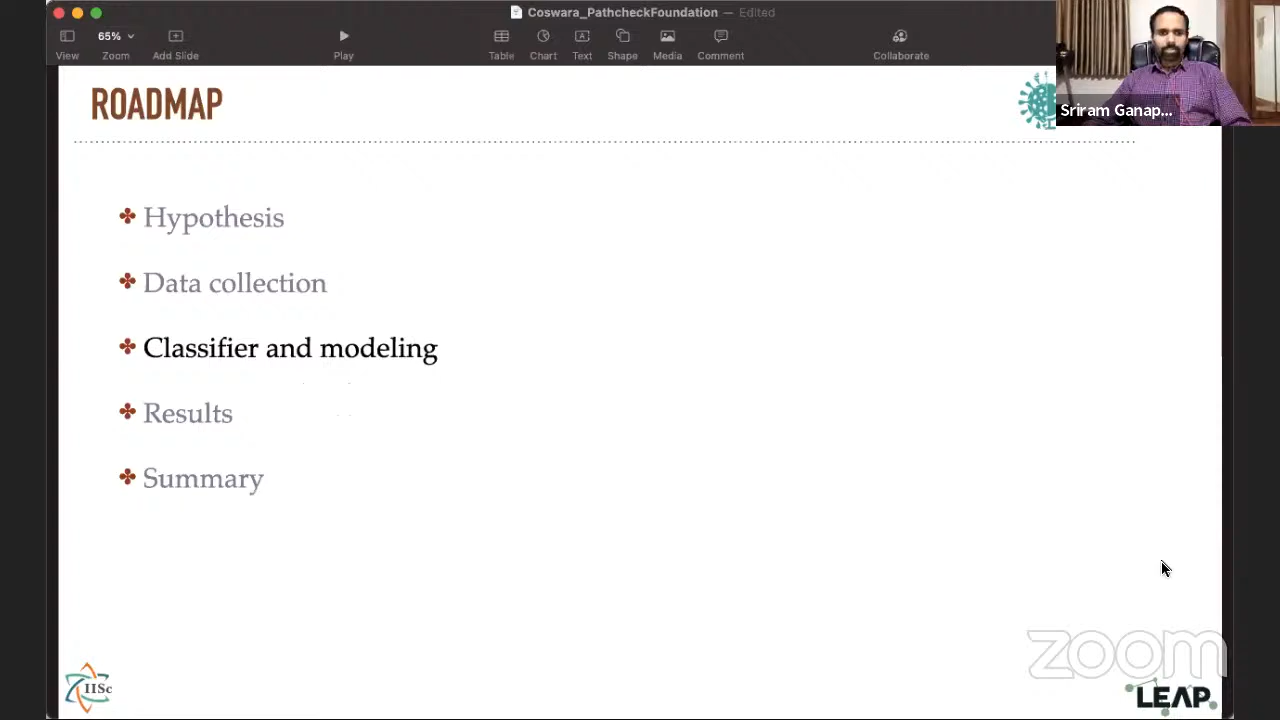 Coswara_PathcheckFoundation — Edited
View
65%
Zoom
Add Slide
Play
Table
Chart
Text
Shape
Media
Comment
Collaborate
Sriram Ganap...
ROADMAP
Hypothesis
Data collection
Classifier and modeling
Results
Summary
zoom
IISc
LEAP